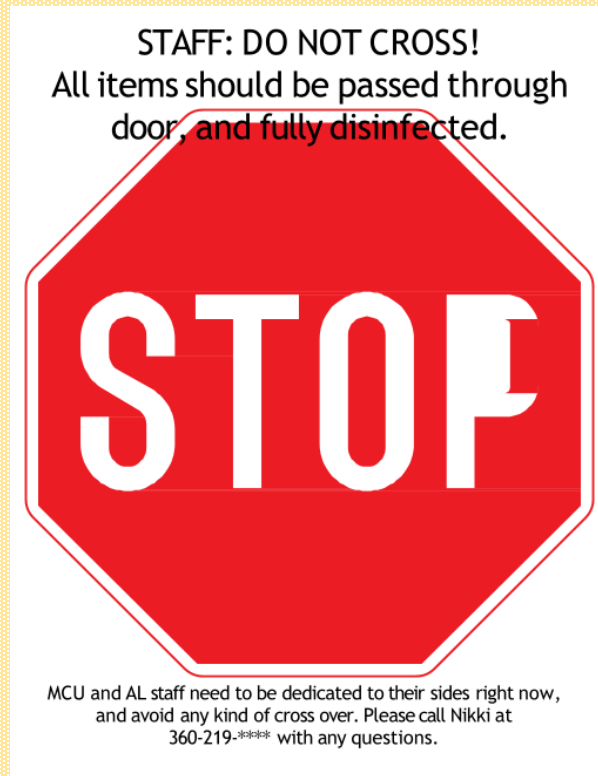 STAFF: DO NOT CROSS!
All items should be passed through
door, and fully disinfected.
STOP
MCU and AL staff need to be dedicated to their sides right now,
and avoid any kind of cross over. Please call Nikki at
360-219-**** with any questions.